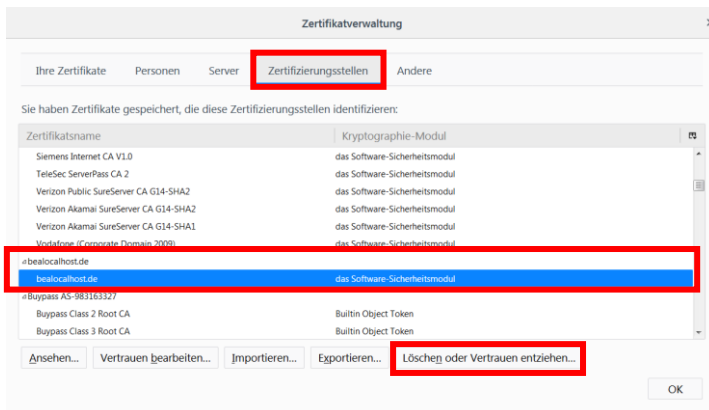 Zertifikatverwaltung
Ihre Zertifikate Personen Server Zertifizierungsstellen Andere
Sie haben Zertifikate gespeichert, die diese Zertifizierungsstellen identifizieren:
Zertifikatsname Kryptographie-Modul
Siemens Internet CA V1.0 das Software-Sicherheitsmodul
TeleSec ServerPass CA 2 das Software-Sicherheitsmodul
Verizon Public SureServer CA G14-SHA2 das Software-Sicherheitsmodul
Verizon Akamai SureServer CA G14-SHA2 das Software-Sicherheitsmodul
Verizon Akamai SureServer CA G14-SHA1 das Software-Sicherheitsmodul
Vodafone (Corporate Domain 2009) das Software-Sicherheitsmodul
bealocalhost.de
bealocalhost.de das Software-Sicherheitsmodul
Buypass AS-983163327
Buypass Class 2 Root CA Builtin Object Token
Buypass Class 3 Root CA Builtin Object Token
Ansehen... Vertrauen bearbeiten... Importieren... Exportieren... Löschen oder Vertrauen entziehen...
OK